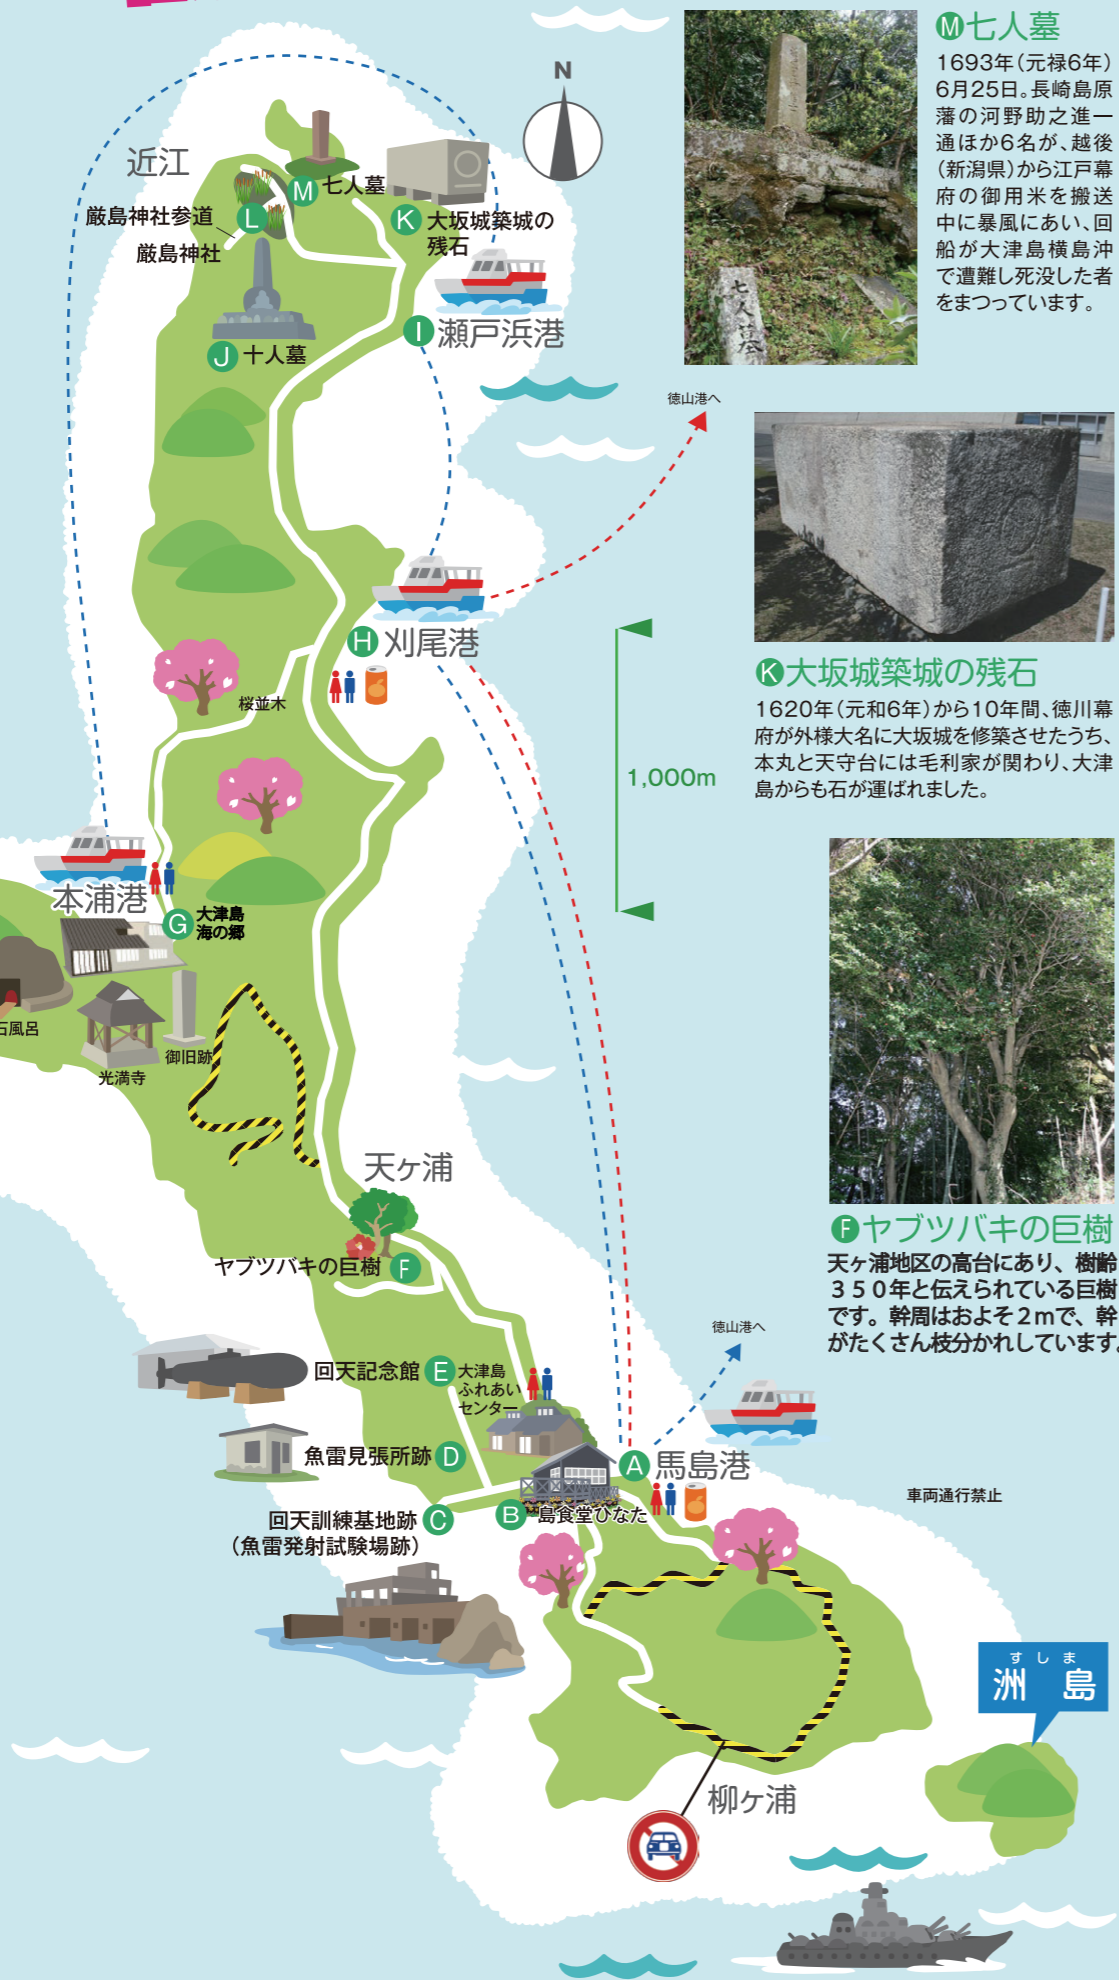 N
M 七人墓
1693年(元禄6年)
6月25日。長崎島原
藩の河野助之進一
通ほか6名が、越後
(新潟県)から江戸幕
府の御用米を搬送
中に暴風にあい、回
船が大津島横島沖
で遭難し死没した者
をまつっています。
七人墓
近江
M 七人墓
L
厳島神社参道
厳島神社
K 大坂城築城の
残石
I 瀬戸浜港
J 十人墓
徳山港へ
H 刈尾港
桜並木
1,000m
K 大坂城築城の残石
1620年(元和6年)から10年間、徳川幕
府が外様大名に大坂城を修築させたうち、
本丸と天守台には毛利家が関わり、大津
島からも石が運ばれました。
本浦港
G 大津島
海の郷
石風呂
光満寺
御旧跡
天ヶ浦
ヤブツバキの巨樹 F
F ヤブツバキの巨樹
天ヶ浦地区の高台にあり、樹齢
350年と伝えられている巨樹
です。幹周はおよそ2mで、幹
がたくさん枝分かれしています。
徳山港へ
回天記念館 E
大津島
ふれあい
センター
魚雷見張所跡 D
A 馬島港
回天訓練基地跡 C
(魚雷発射試験場跡)
B 島食堂ひなた
車両通行禁止
すしま
洲島
柳ヶ浦